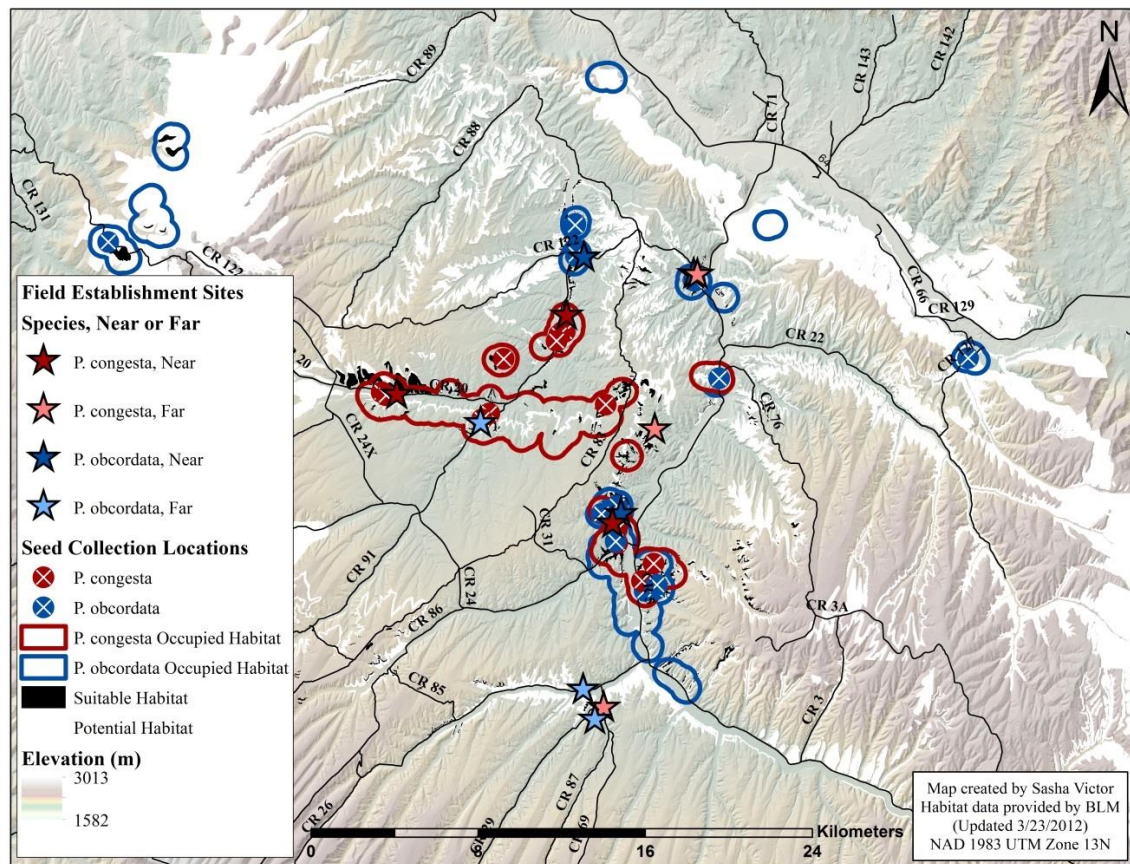 N
CR 89
CR 142
CR 143
CR 71
CR 88
64
CR 131
CR 122
CR 66
CR 129
CR 22
CR 20
CR 76
CR 24X
CR 31
CR 91
CR 24
CR 86
CR 3A
CR 85
CR 3
CR 87
CR 26
Field Establishment Sites
Species, Near or Far
P. congesta, Near
P. congesta, Far
P. obcordata, Near
P. obcordata, Far
Seed Collection Locations
P. congesta
P. obcordata
P. congesta Occupied Habitat
P. obcordata Occupied Habitat
Suitable Habitat
Potential Habitat
Elevation (m)
3013
1582
Kilometers
0 8 16 24
Map created by Sasha Victor
Habitat data provided by BLM
(Updated 3/23/2012)
NAD 1983 UTM Zone 13N